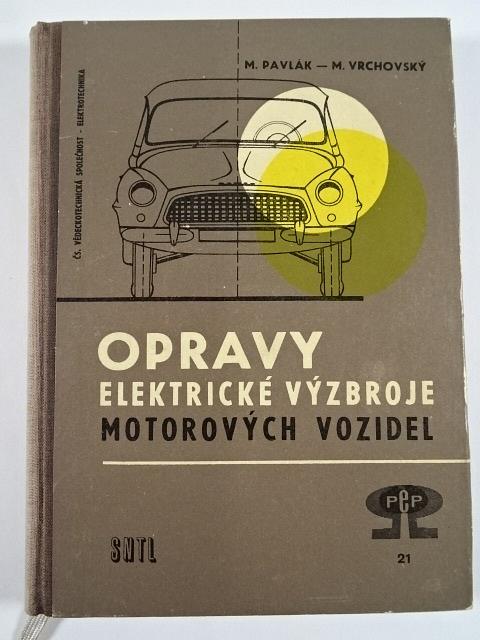 M. PAVLÁK — M. VRCHOVSKÝ
ČS. VĚDECKOTECHNICKÁ SPOLEČNOST - ELEKTROTECHNIKA
OPRAVY
ELEKTRICKÉ VÝZBROJE
MOTOROVÝCH VOZIDEL
PeP
SNTL
21